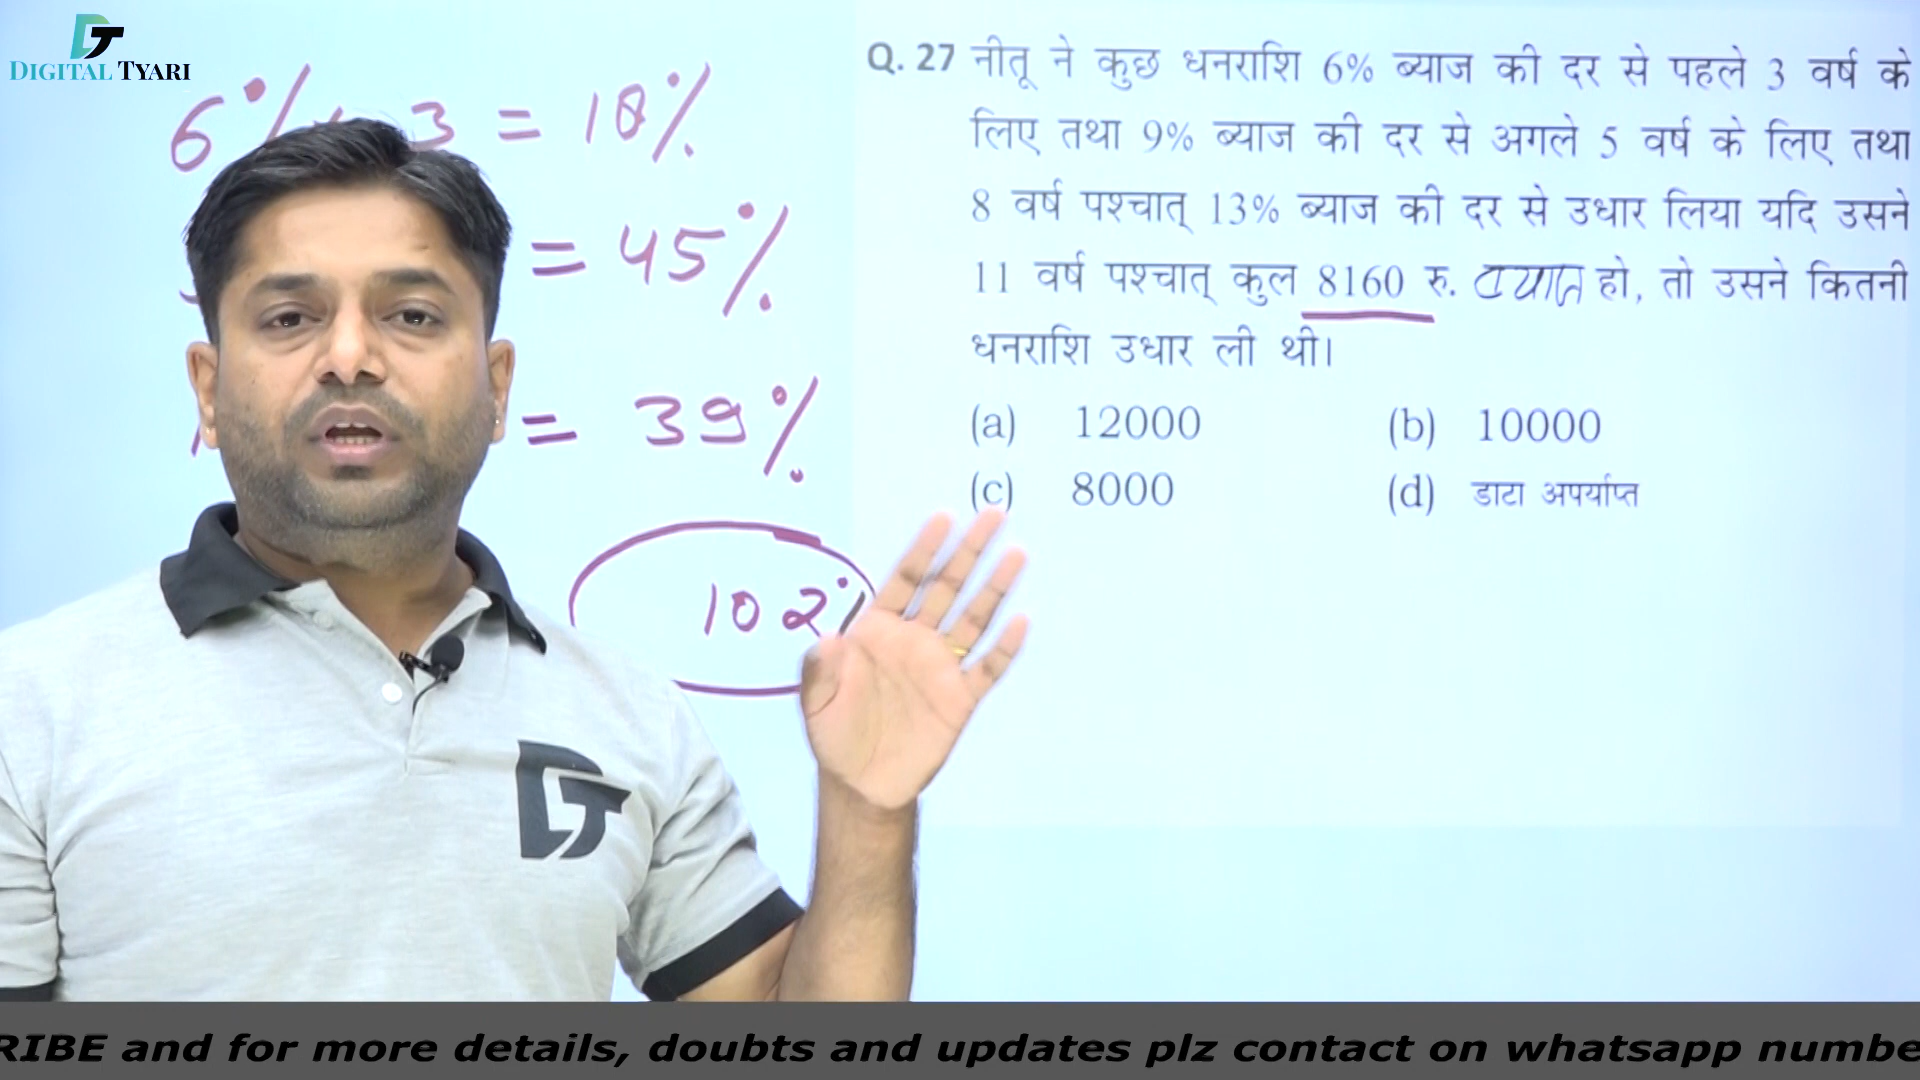 DT
DIGITAL TYARI
6% 3 = 18%
= 45%
= 39%
102%
Q. 27 नीतू ने कुछ धनराशि 6% ब्याज की दर से पहले 3 वर्ष के
लिए तथा 9% ब्याज की दर से अगले 5 वर्ष के लिए तथा
8 वर्ष पश्चात् 13% ब्याज की दर से उधार लिया यदि उसने
11 वर्ष पश्चात् कुल 8160 रु. ब्याज हो, तो उसने कितनी
धनराशि उधार ली थी।
(a) 12000 (b) 10000
(c) 8000 (d) डाटा अपर्याप्त
DT
RIBE and for more details, doubts and updates plz contact on whatsapp numbe